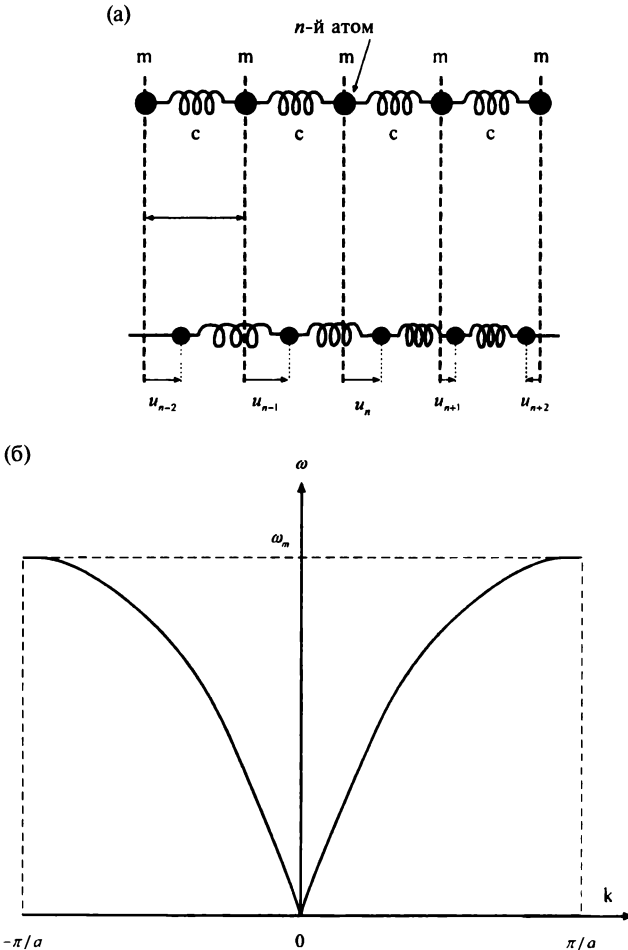 (а)
n-й атом
m m m m m
c c c c
u_{n-2} u_{n-1} u_n u_{n+1} u_{n+2}
(б)
ω
ω_m
k
-π/a 0 π/a